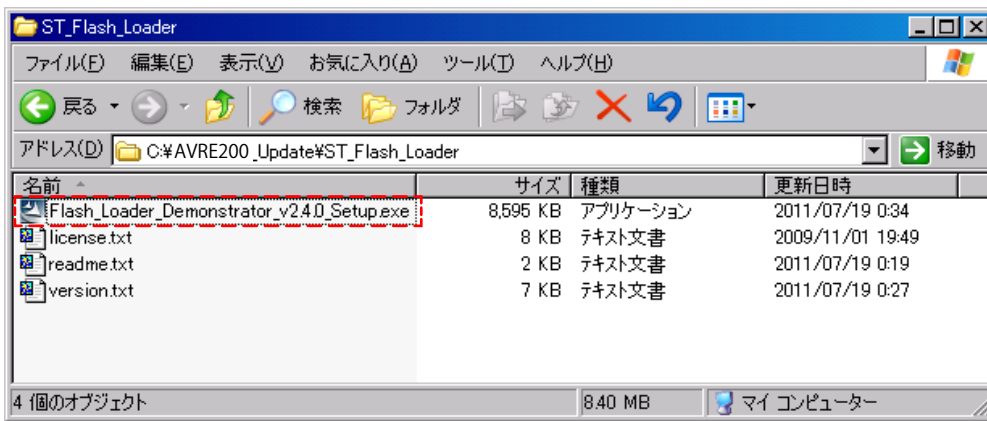 ST_Flash_Loader
ファイル(F) 編集(E) 表示(V) お気に入り(A) ツール(T) ヘルプ(H)
戻る 検索 フォルダ
アドレス(D) C:¥AVRE200_Update¥ST_Flash_Loader 移動
名前 サイズ 種類 更新日時
Flash_Loader_Demonstrator_v2.4.0_Setup.exe 8,595 KB アプリケーション 2011/07/19 0:34
license.txt 8 KB テキスト文書 2009/11/01 19:49
readme.txt 2 KB テキスト文書 2011/07/19 0:19
version.txt 7 KB テキスト文書 2011/07/19 0:27
4 個のオブジェクト 8.40 MB マイ コンピューター